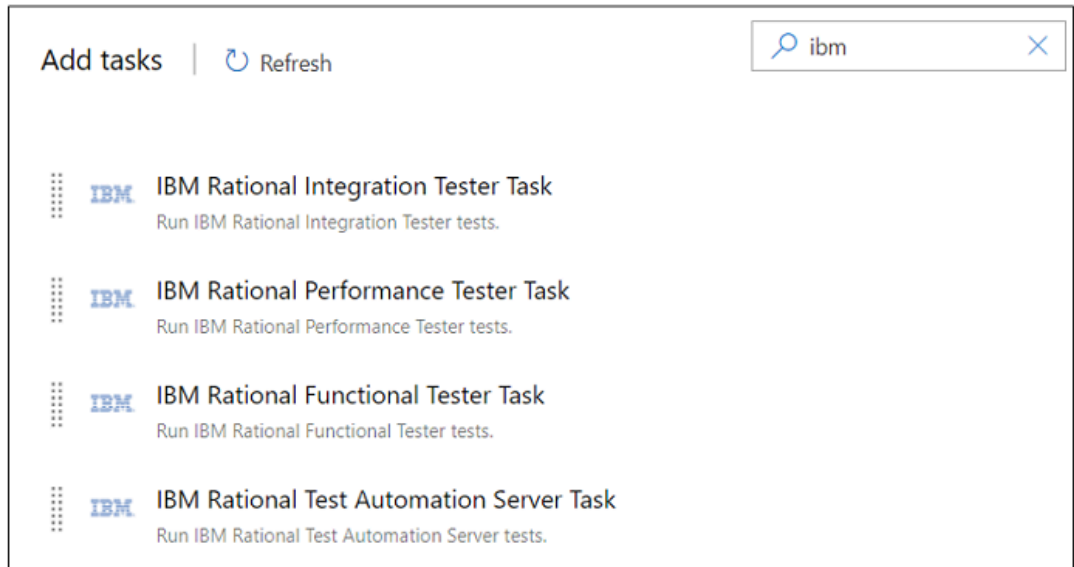 Add tasks
Refresh
ibm
IBM Rational Integration Tester Task
IBM
Run IBM Rational Integration Tester tests.
IBM Rational Performance Tester Task
IBM
Run IBM Rational Performance Tester tests.
IBM Rational Functional Tester Task
IBM
Run IBM Rational Functional Tester tests.
IBM Rational Test Automation Server Task
IBM
Run IBM Rational Test Automation Server tests.